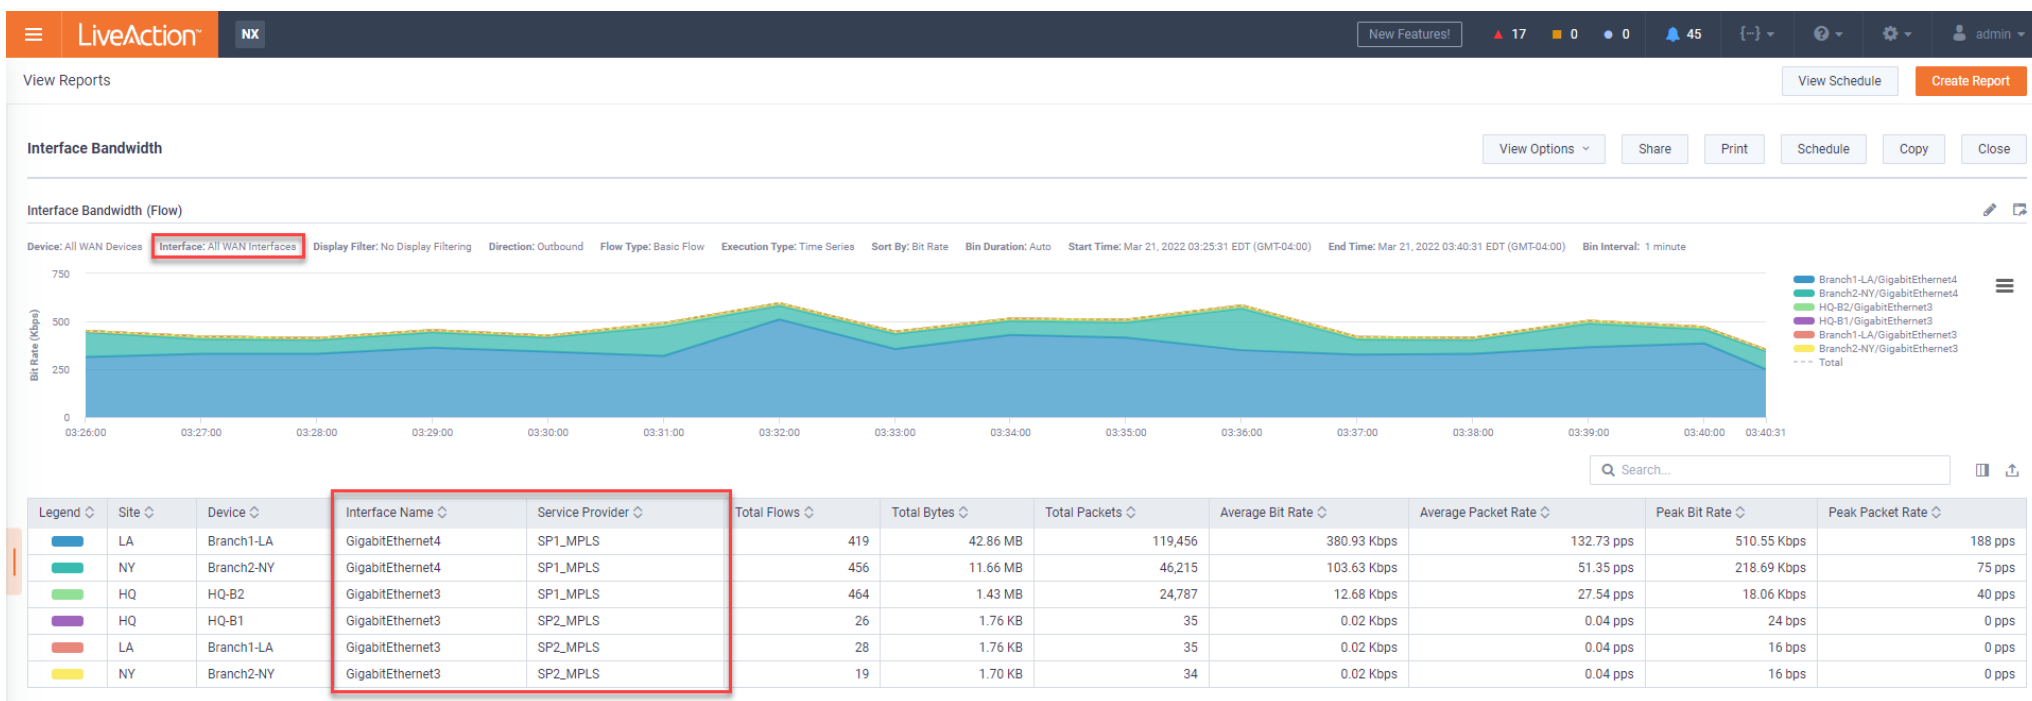 LiveAction™ NX New Features! 17 0 0 45 {--} ? admin
View Reports View Schedule Create Report
Interface Bandwidth View Options Share Print Schedule Copy Close
Interface Bandwidth (Flow)
Device: All WAN Devices Interface: All WAN Interfaces Display Filter: No Display Filtering Direction: Outbound Flow Type: Basic Flow Execution Type: Time Series Sort By: Bit Rate Bin Duration: Auto Start Time: Mar 21, 2022 03:25:31 EDT (GMT-04:00) End Time: Mar 21, 2022 03:40:31 EDT (GMT-04:00) Bin Interval: 1 minute
Bit Rate (Kbps)
750
500
250
0
03:26:00 03:27:00 03:28:00 03:29:00 03:30:00 03:31:00 03:32:00 03:33:00 03:34:00 03:35:00 03:36:00 03:37:00 03:38:00 03:39:00 03:40:00 03:40:31
Branch1-LA/GigabitEthernet4
Branch2-NY/GigabitEthernet4
HQ-B2/GigabitEthernet3
HQ-B1/GigabitEthernet3
Branch1-LA/GigabitEthernet3
Branch2-NY/GigabitEthernet3
Total
Search...
Legend Site Device Interface Name Service Provider Total Flows Total Bytes Total Packets Average Bit Rate Average Packet Rate Peak Bit Rate Peak Packet Rate
LA Branch1-LA GigabitEthernet4 SP1_MPLS 419 42.86 MB 119,456 380.93 Kbps 132.73 pps 510.55 Kbps 188 pps
NY Branch2-NY GigabitEthernet4 SP1_MPLS 456 11.66 MB 46,215 103.63 Kbps 51.35 pps 218.69 Kbps 75 pps
HQ HQ-B2 GigabitEthernet3 SP1_MPLS 464 1.43 MB 24,787 12.68 Kbps 27.54 pps 18.06 Kbps 40 pps
HQ HQ-B1 GigabitEthernet3 SP2_MPLS 26 1.76 KB 35 0.02 Kbps 0.04 pps 24 bps 0 pps
LA Branch1-LA GigabitEthernet3 SP2_MPLS 28 1.76 KB 35 0.02 Kbps 0.04 pps 16 bps 0 pps
NY Branch2-NY GigabitEthernet3 SP2_MPLS 19 1.70 KB 34 0.02 Kbps 0.04 pps 16 bps 0 pps